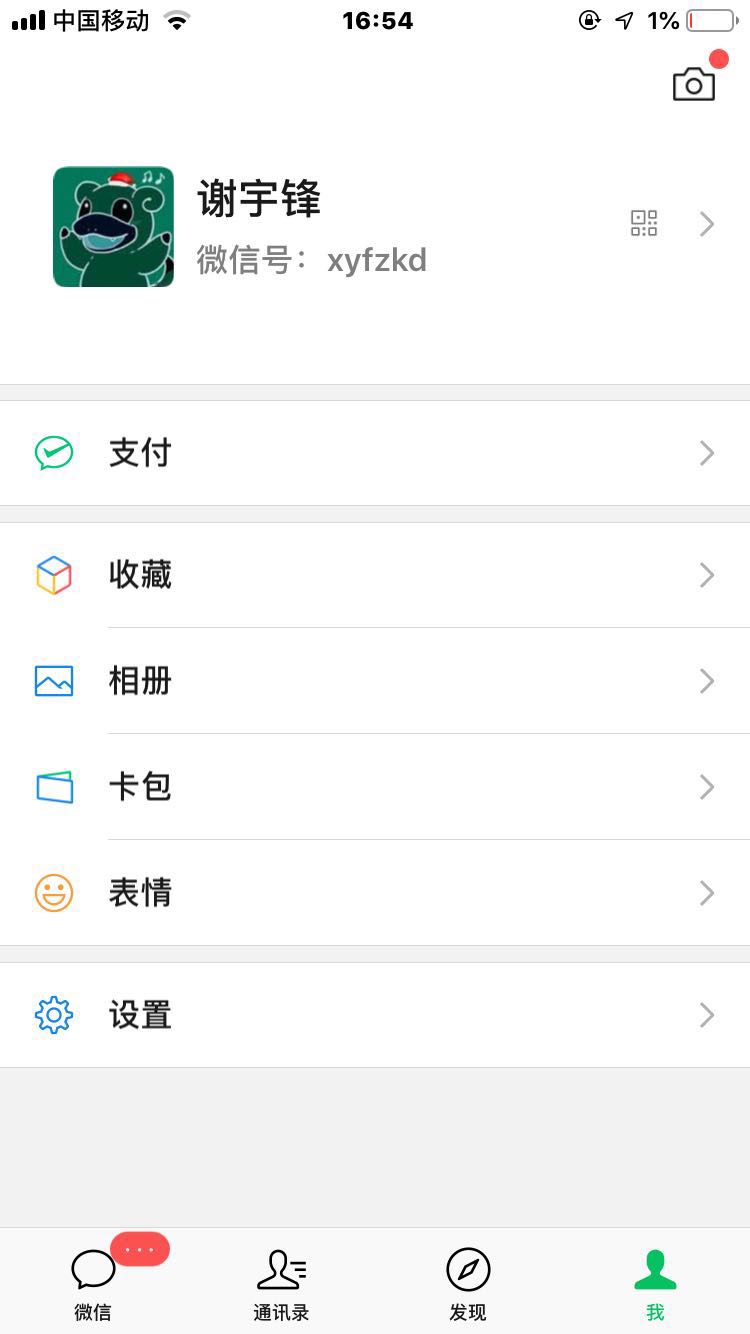 中国移动 16:54 1%
谢宇锋
微信号：xyfzkd
支付
收藏
相册
卡包
表情
设置
微信 通讯录 发现 我